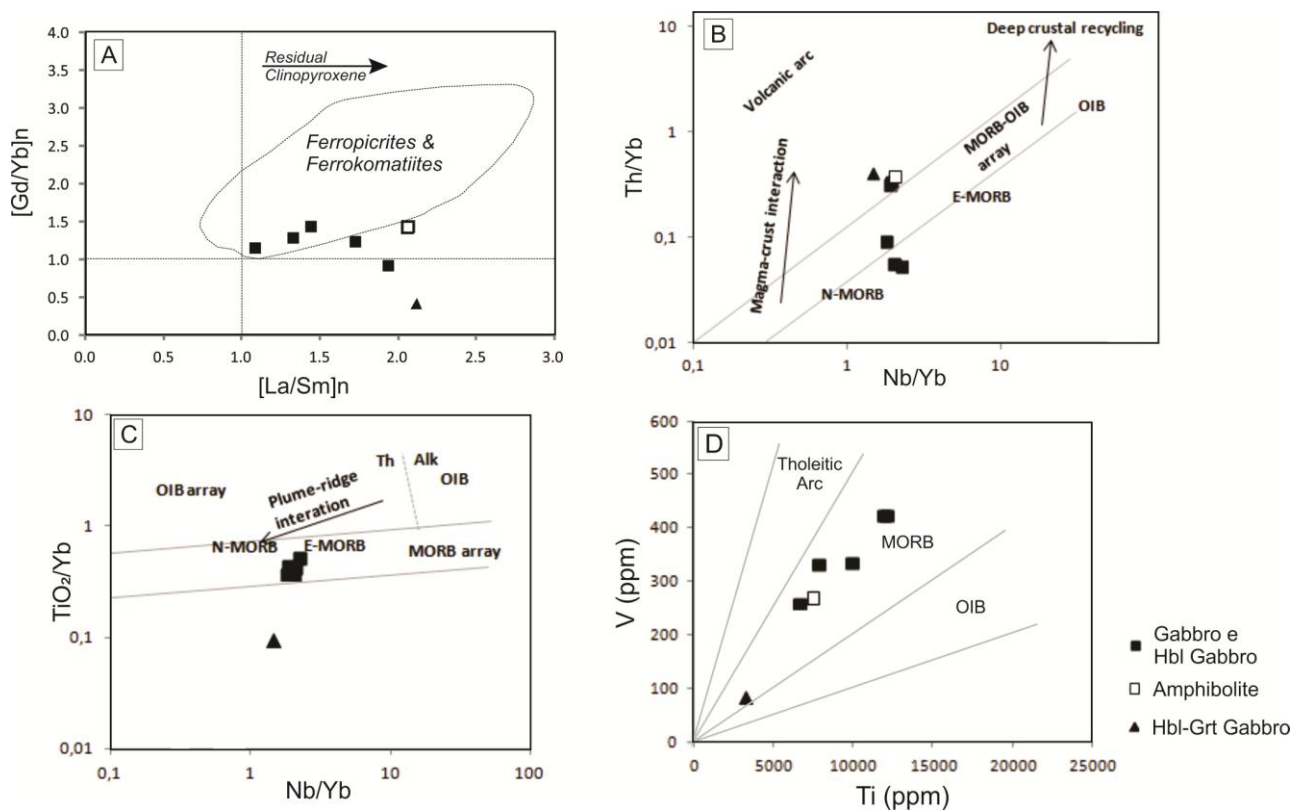 A
4.0
3.5
3.0
2.5
2.0
1.5
1.0
0.5
0.0
[Gd/Yb]n
Residual
Clinopyroxene
Ferropicrites &
Ferrokomatiites
0.0
0.5
1.0
1.5
2.0
2.5
3.0
[La/Sm]n
B
10
1
0,1
0,01
Th/Yb
Deep crustal recycling
Volcanic arc
Magma-crust interaction
MORB-OIB
array
OIB
E-MORB
N-MORB
0,1
1
10
Nb/Yb
C
10
1
0,1
0,01
TiO₂/Yb
Th
Alk
OIB array
OIB
Plume-ridge
interation
N-MORB
E-MORB
MORB array
0,1
1
10
100
Nb/Yb
D
600
500
400
300
200
100
0
V (ppm)
Tholeitic
Arc
MORB
OIB
0
5000
10000
15000
20000
25000
Ti (ppm)
Gabbro e
Hbl Gabbro
Amphibolite
Hbl-Grt Gabbro